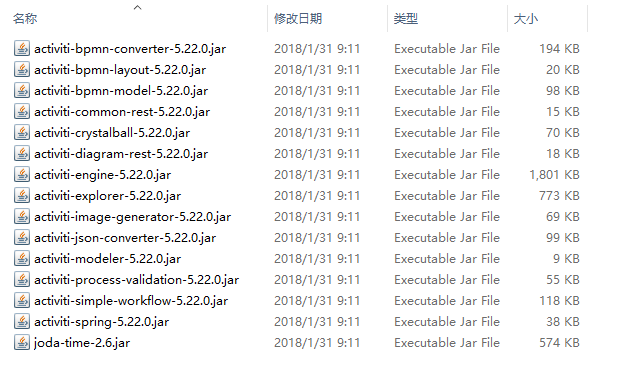 名称 修改日期 类型 大小
activiti-bpmn-converter-5.22.0.jar 2018/1/31 9:11 Executable Jar File 194 KB
activiti-bpmn-layout-5.22.0.jar 2018/1/31 9:11 Executable Jar File 20 KB
activiti-bpmn-model-5.22.0.jar 2018/1/31 9:11 Executable Jar File 98 KB
activiti-common-rest-5.22.0.jar 2018/1/31 9:11 Executable Jar File 15 KB
activiti-crystalball-5.22.0.jar 2018/1/31 9:11 Executable Jar File 70 KB
activiti-diagram-rest-5.22.0.jar 2018/1/31 9:11 Executable Jar File 18 KB
activiti-engine-5.22.0.jar 2018/1/31 9:11 Executable Jar File 1,801 KB
activiti-explorer-5.22.0.jar 2018/1/31 9:11 Executable Jar File 773 KB
activiti-image-generator-5.22.0.jar 2018/1/31 9:11 Executable Jar File 69 KB
activiti-json-converter-5.22.0.jar 2018/1/31 9:11 Executable Jar File 99 KB
activiti-modeler-5.22.0.jar 2018/1/31 9:11 Executable Jar File 9 KB
activiti-process-validation-5.22.0.jar 2018/1/31 9:11 Executable Jar File 55 KB
activiti-simple-workflow-5.22.0.jar 2018/1/31 9:11 Executable Jar File 118 KB
activiti-spring-5.22.0.jar 2018/1/31 9:11 Executable Jar File 38 KB
joda-time-2.6.jar 2018/1/31 9:11 Executable Jar File 574 KB